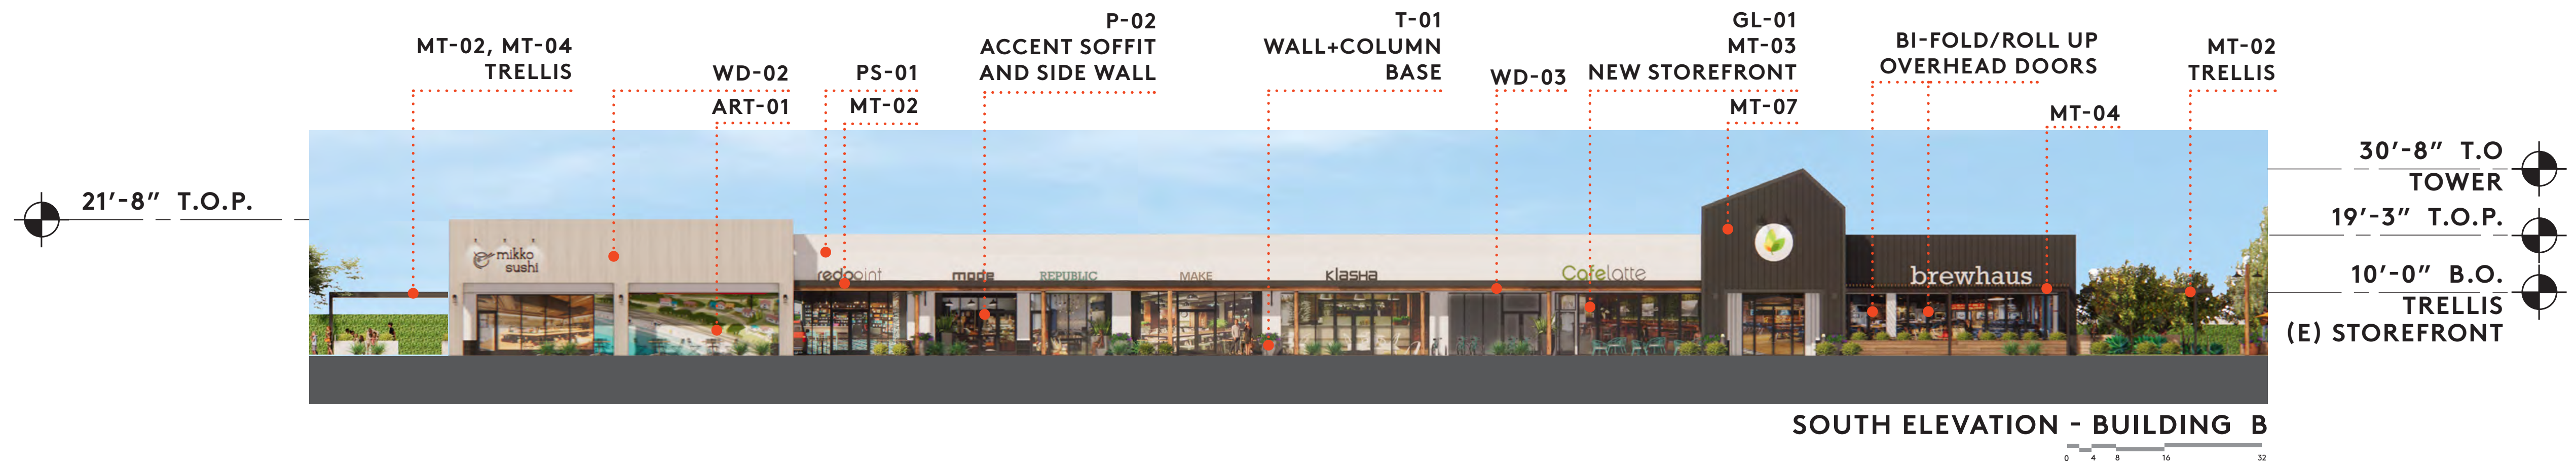 MT-02, MT-04
TRELLIS
WD-02
ART-01
PS-01
MT-02
P-02
ACCENT SOFFIT
AND SIDE WALL
T-01
WALL+COLUMN
BASE
WD-03
GL-01
MT-03
NEW STOREFRONT
MT-07
BI-FOLD/ROLL UP
OVERHEAD DOORS
MT-04
MT-02
TRELLIS
21'-8" T.O.P.
30'-8" T.O
TOWER
19'-3" T.O.P.
10'-0" B.O.
TRELLIS
(E) STOREFRONT
mikko
sushi
redpoint
mode
REPUBLIC
MAKE
Klasha
Cafelatte
brewhaus
SOUTH ELEVATION - BUILDING B
0 4 8 16 32